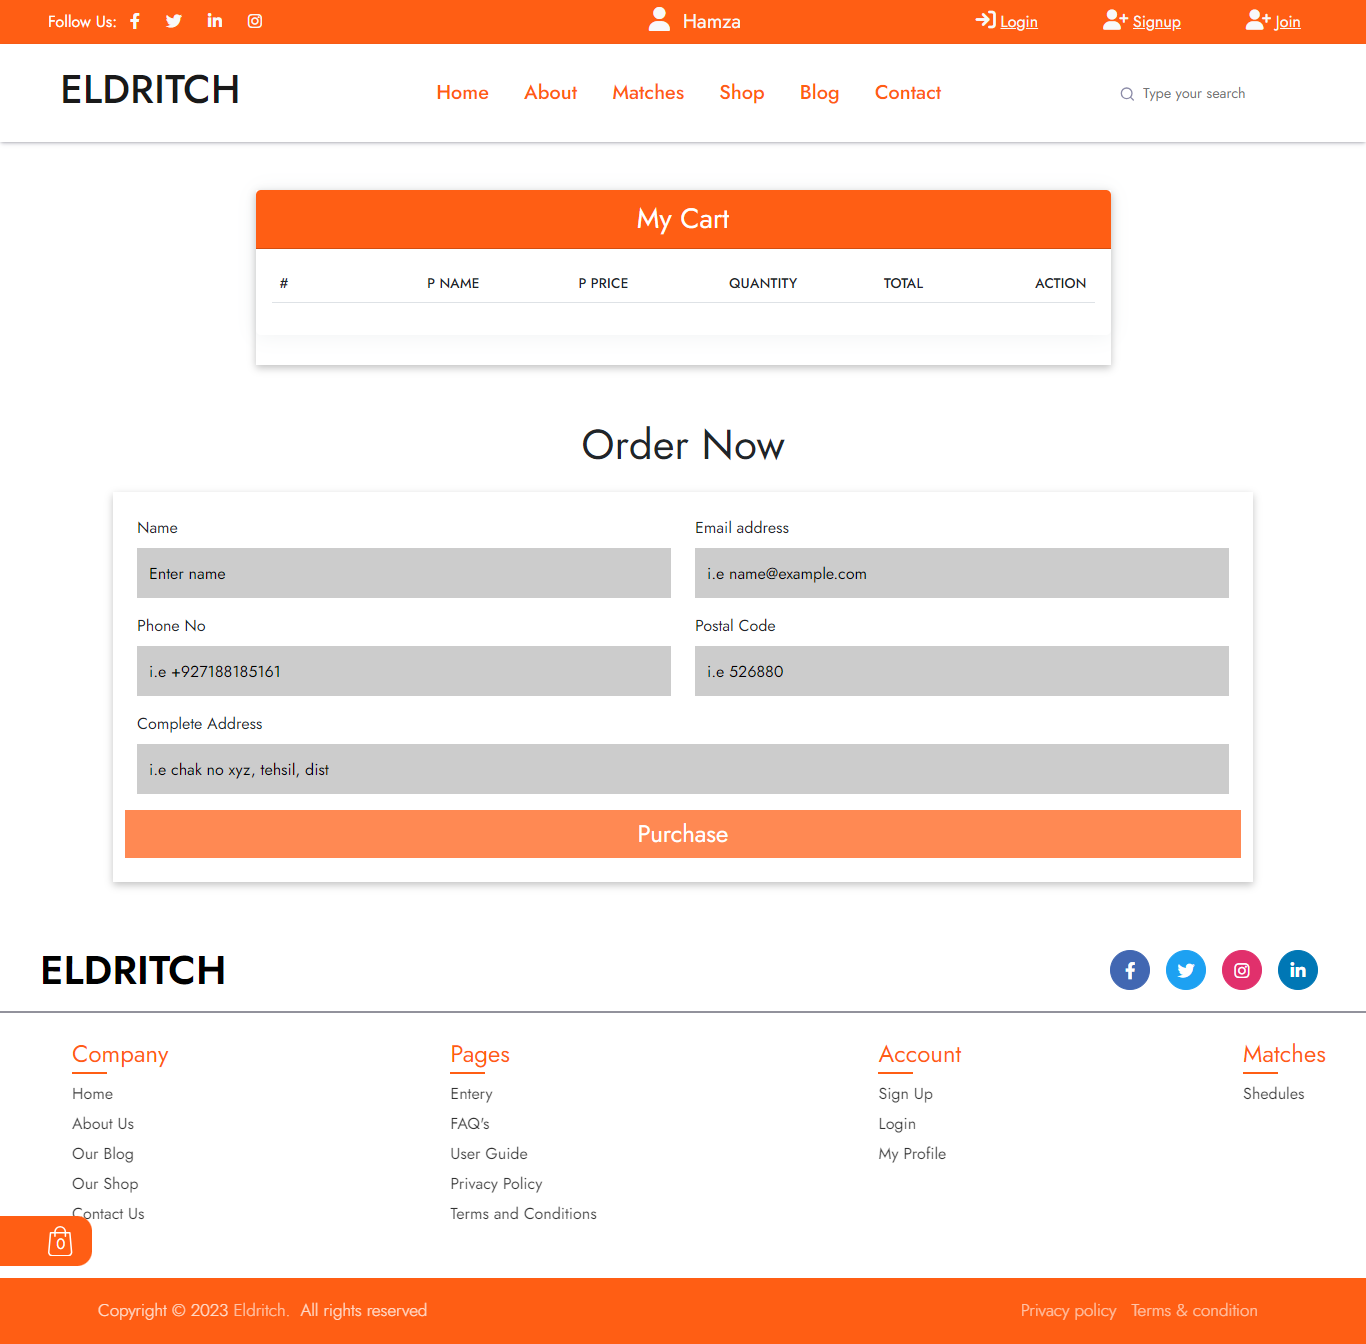 Follow Us: Hamza Login Signup Join
ELDRITCH Home About Matches Shop Blog Contact Type your search
My Cart
# P NAME P PRICE QUANTITY TOTAL ACTION
Order Now
Name Email address
Enter name i.e name@example.com
Phone No Postal Code
i.e +927188185161 i.e 526880
Complete Address
i.e chak no xyz, tehsil, dist
Purchase
ELDRITCH
Company Pages Account Matches
Home Entery Sign Up Shedules
About Us FAQ's Login
Our Blog User Guide My Profile
Our Shop Privacy Policy
Contact Us Terms and Conditions
0
Copyright © 2023 Eldritch. All rights reserved Privacy policy Terms & condition